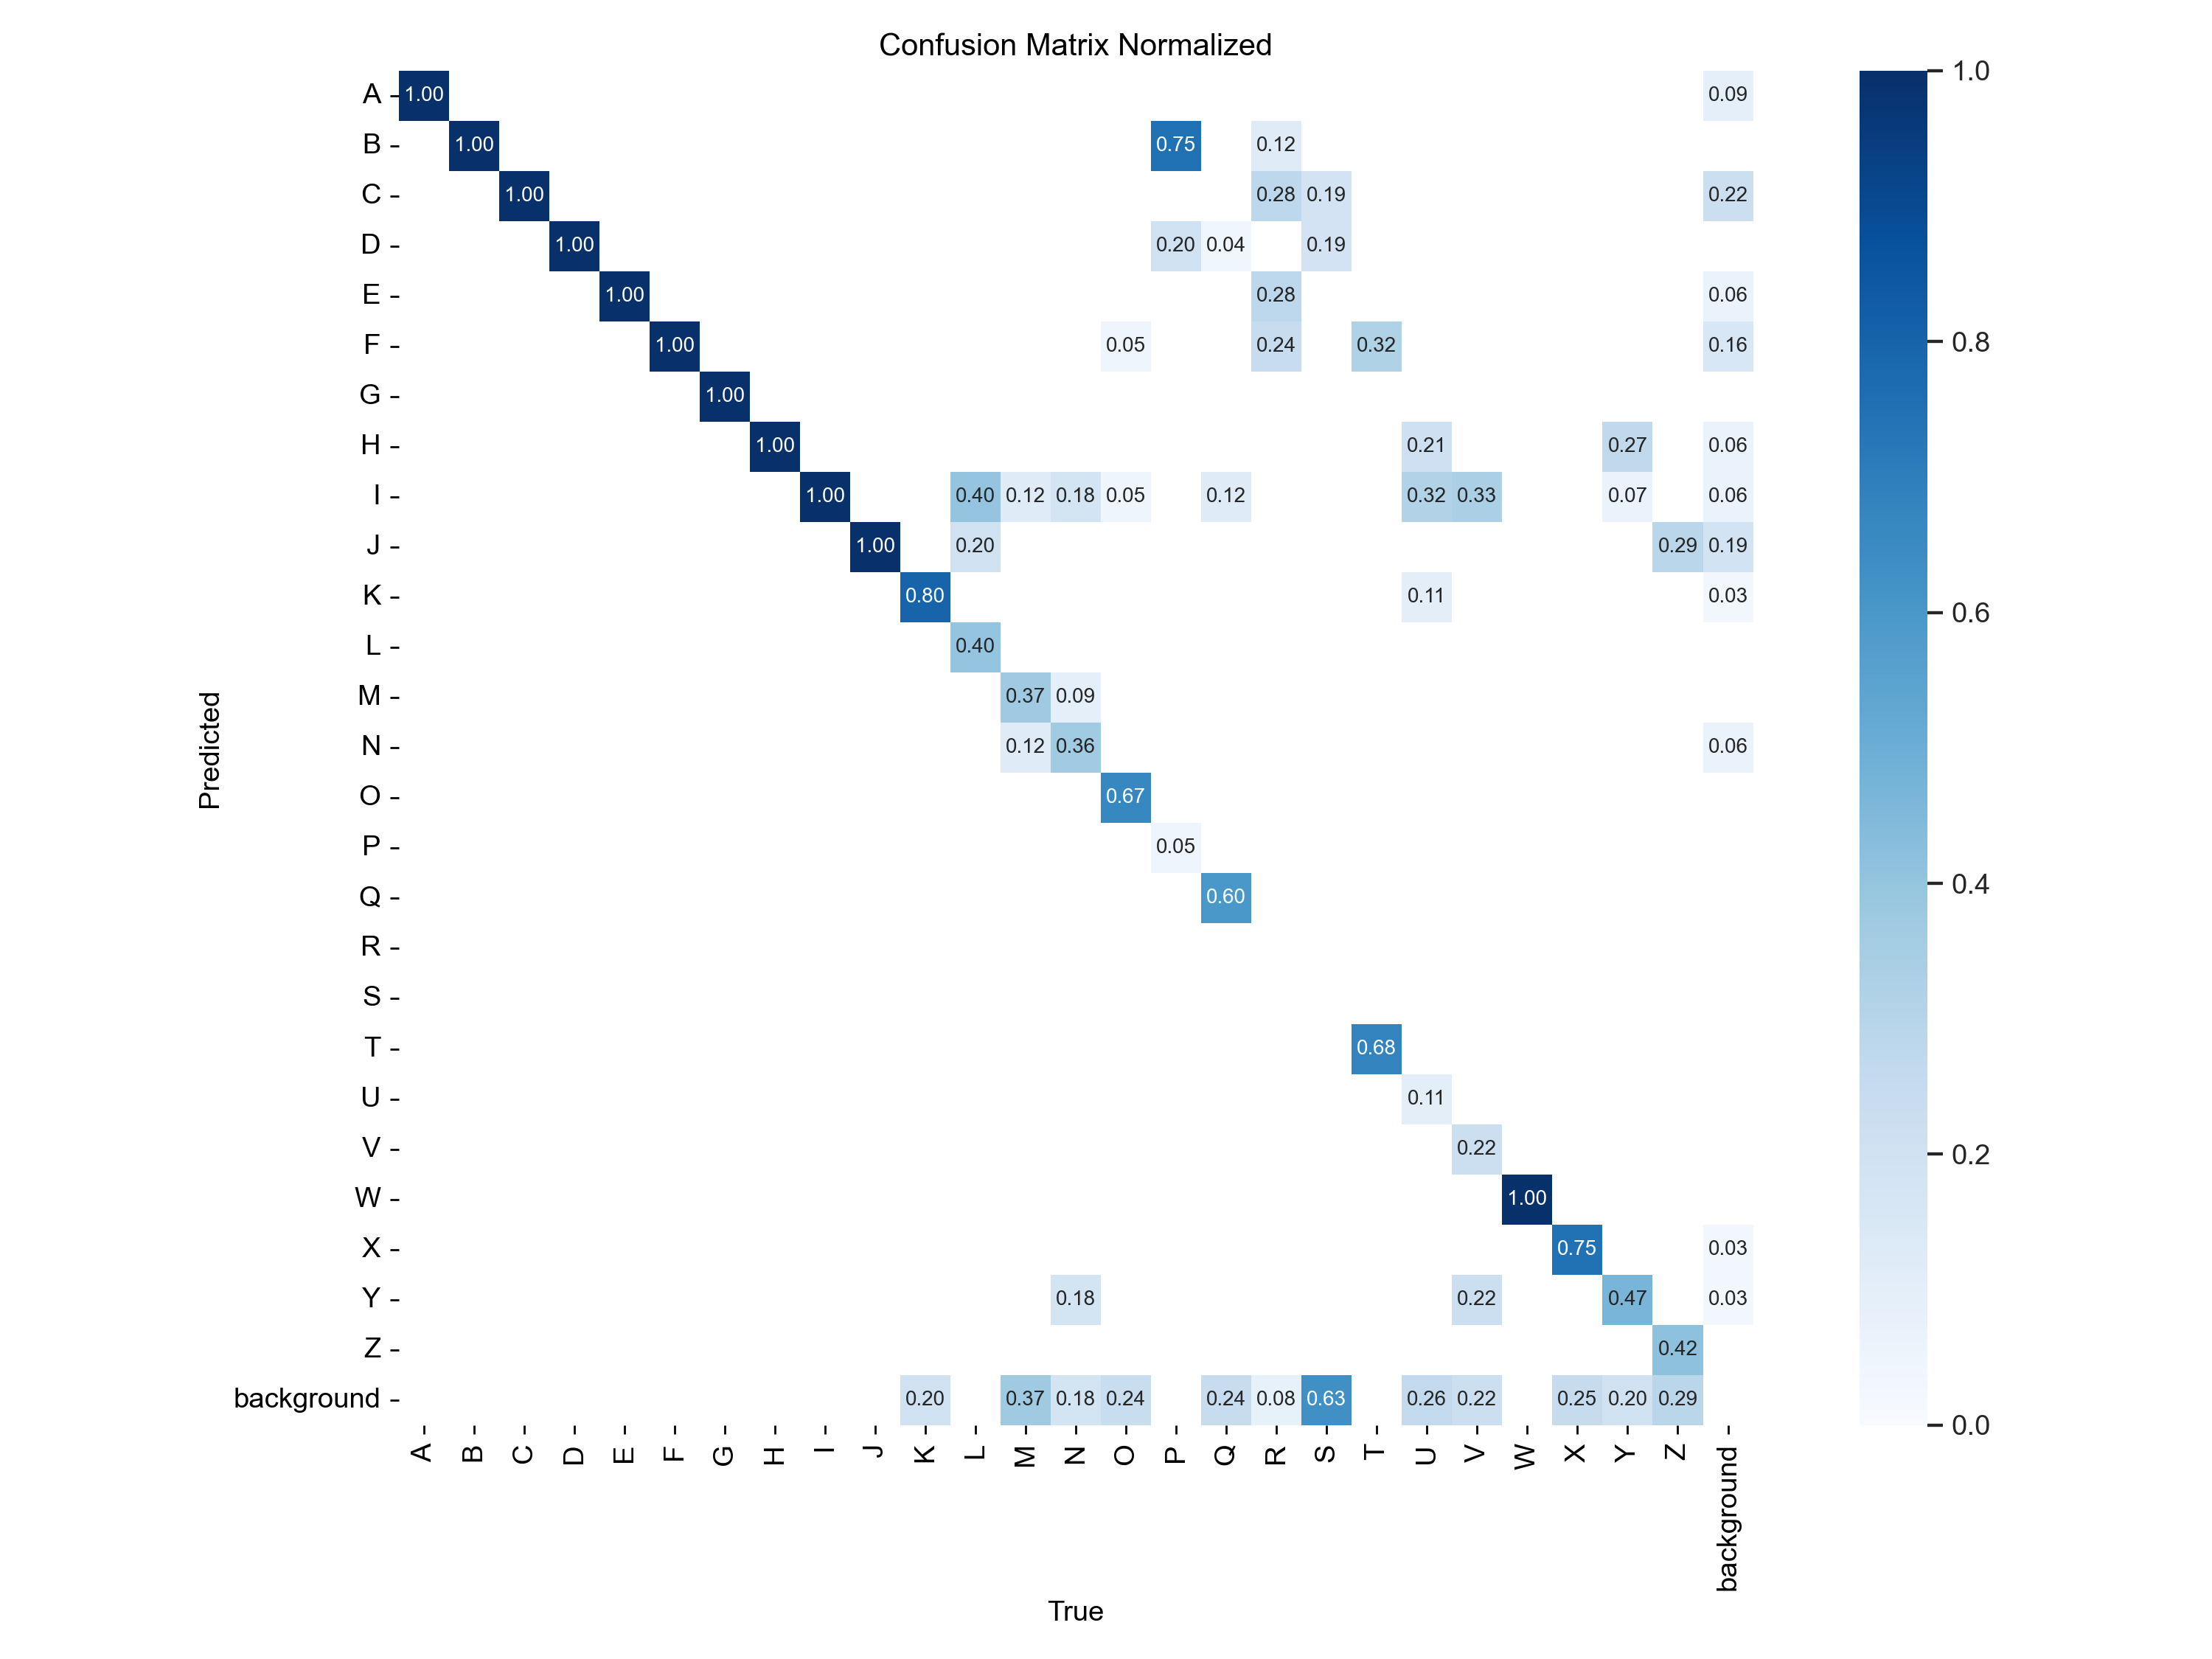 Confusion Matrix Normalized
A 1.00 0.09 1.0
B 1.00 0.75 0.12
C 1.00 0.28 0.19 0.22
D 1.00 0.20 0.04 0.19
E 1.00 0.28 0.06
F 1.00 0.05 0.24 0.32 0.16 0.8
G 1.00
H 1.00 0.21 0.27 0.06
I 1.00 0.40 0.12 0.18 0.05 0.12 0.32 0.33 0.07 0.06
J 1.00 0.20 0.29 0.19
K 0.80 0.11 0.03 0.6
L 0.40
M 0.37 0.09
Predicted
N 0.12 0.36 0.06
O 0.67
P 0.05
Q 0.60 0.4
R
S
T 0.68
U 0.11
V 0.22 0.2
W 1.00
X 0.75 0.03
Y 0.18 0.22 0.47 0.03
Z 0.42
background 0.20 0.37 0.18 0.24 0.24 0.08 0.63 0.26 0.22 0.25 0.20 0.29 0.0
A B C D E F G H I J K L M N O P Q R S T U V W X Y Z background
True